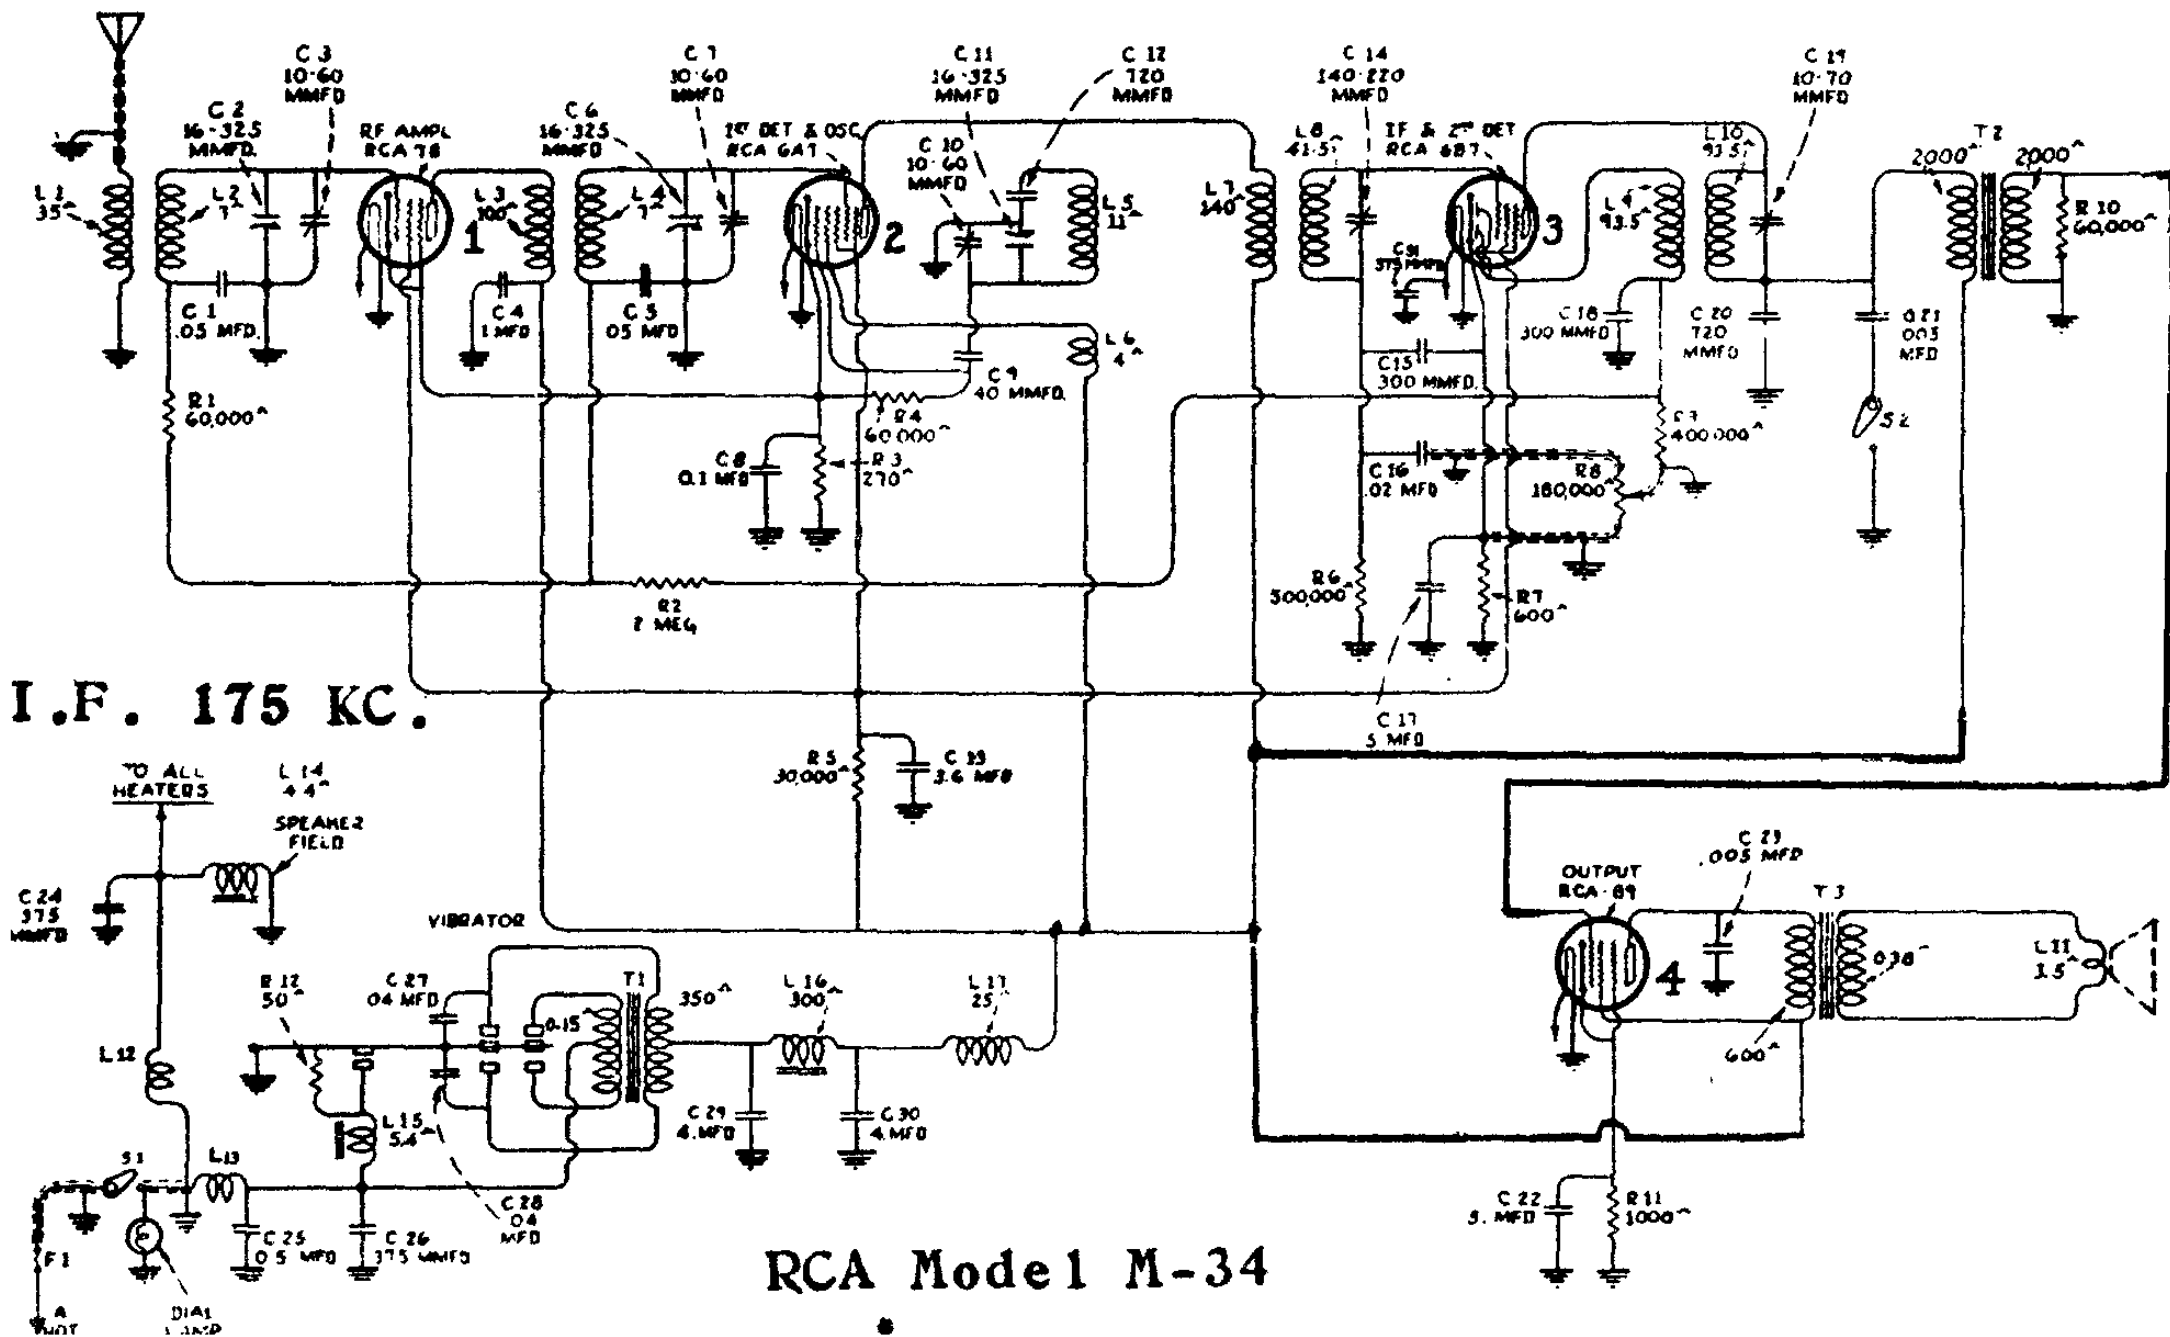 C 3
10-60
MMFD
C 2
16-325
MMFD.
RF AMPL
RCA 78
C 6
16-325
MMFD
C 7
10-60
MMFD
1ST DET & OSC
RCA 6A7
C 10
10-60
MMFD
C 11
16-325
MMFD
C 12
720
MMFD
C 14
140-220
MMFD
L 8
41.5
IF & 2ND DET
RCA 6B7
L 10
93.5
C 19
10-70
MMFD
T 2
2000
2000
L 1
35
L 2
7
1
L 3
100
L 4
7
2
L 5
11
L 7
140
3
L 9
93.5
R 10
60,000
C 31
375 MMFD
C 1
.05 MFD.
C 4
.1 MFD
C 5
05 MFD
L 6
4
C 9
40 MMFD.
C 15
300 MMFD.
C 18
300 MMFD
C 20
720
MMFD
C 21
.005
MFD
S 2
R 1
60,000
R 4
60,000
R 3
270
C 8
0.1 MFD
C 16
.02 MFD
R 8
180,000
400,000
R 2
2 MEG
R 6
500,000
R 7
600
C 17
5 MFD
I.F. 175 KC.
R 5
30,000
C 13
3.6 MFD
TO ALL
HEATERS
L 14
4.4
SPEAKER
FIELD
C 24
375
MMFD
VIBRATOR
R 12
50
C 27
04 MFD
T 1
0.15
350
L 16
300
L 17
25
L 12
L 15
5.4
C 29
4. MFD
C 30
4. MFD
S 1
L 13
C 28
.04
MFD
C 25
0.5 MFD
C 26
375 MMFD
F 1
A
HOT
DIAL
LAMP
OUTPUT
RCA-89
C 23
.005 MFD
T 3
4
600
.038
L 11
1.5
C 22
5. MFD
R 11
1000
RCA Model M-34